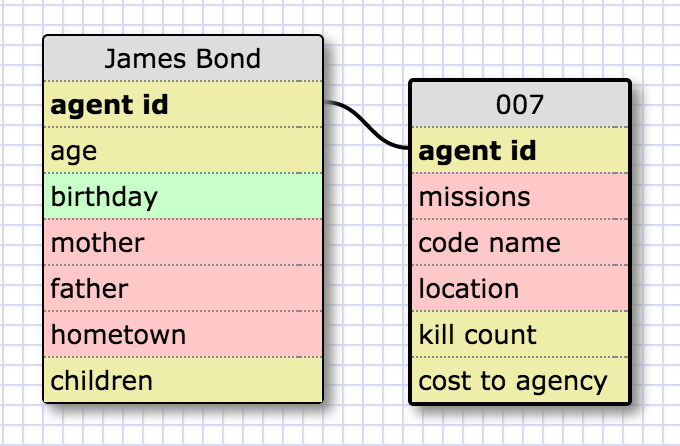 James Bond
agent id
age
birthday
mother
father
hometown
children
007
agent id
missions
code name
location
kill count
cost to agency